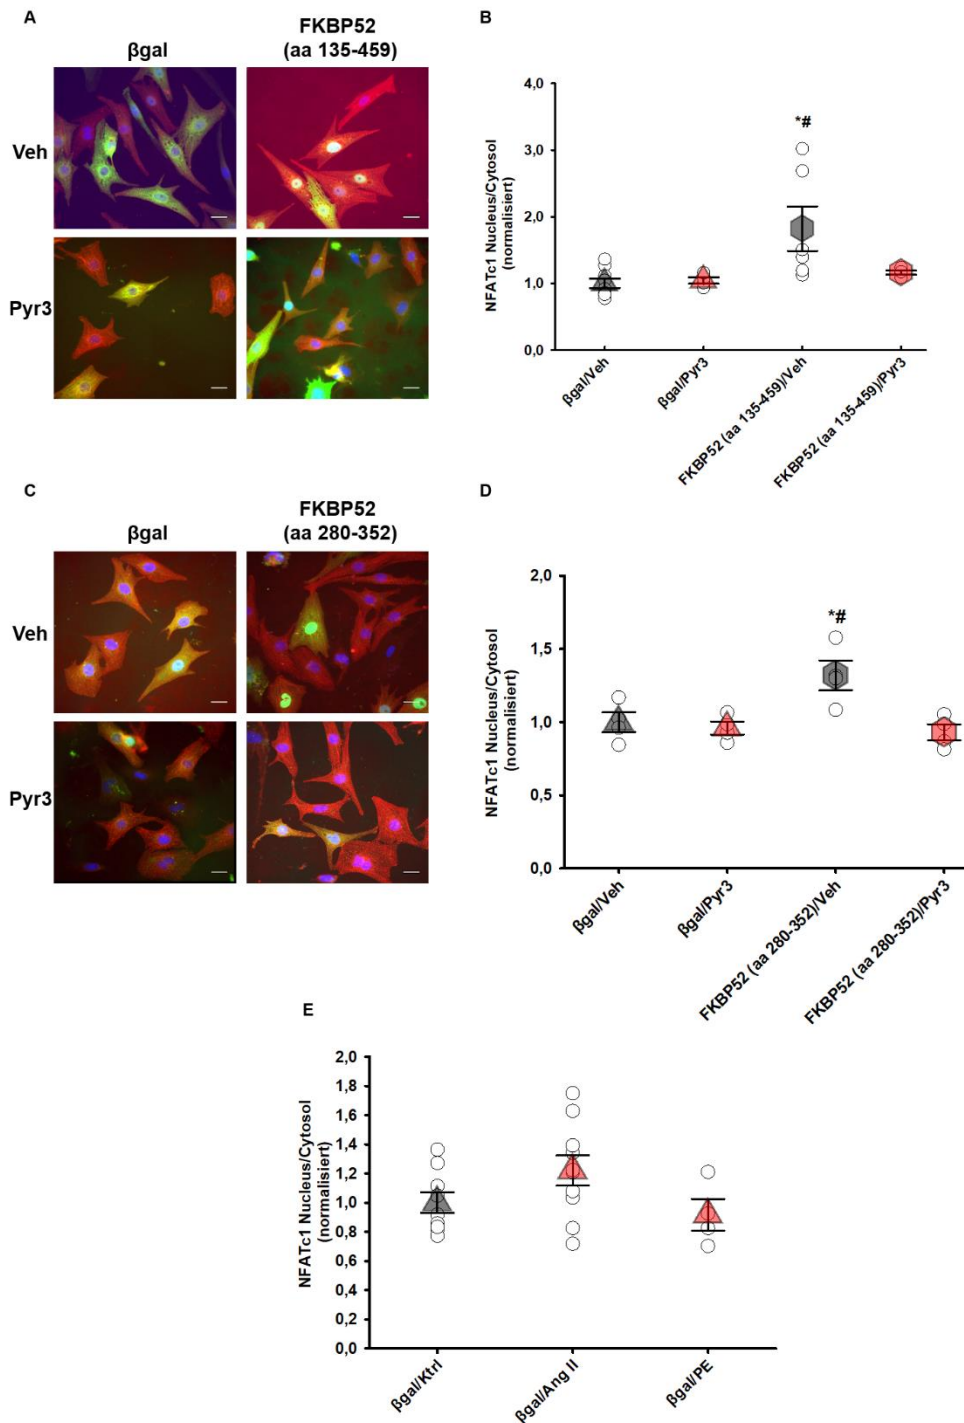 A
βgal
FKBP52
(aa 135-459)
Veh
Pyr3
B
NFATc1 Nucleus/Cytosol
(normalisiert)
4,0
3,0
2,0
1,0
0,0
*#
βgal/Veh
βgal/Pyr3
FKBP52 (aa 135-459)/Veh
FKBP52 (aa 135-459)/Pyr3
C
βgal
FKBP52
(aa 280-352)
Veh
Pyr3
D
NFATc1 Nucleus/Cytosol
(normalisiert)
2,0
1,5
1,0
0,5
0,0
*#
βgal/Veh
βgal/Pyr3
FKBP52 (aa 280-352)/Veh
FKBP52 (aa 280-352)/Pyr3
E
NFATc1 Nucleus/Cytosol
(normalisiert)
2,0
1,8
1,6
1,4
1,2
1,0
0,8
0,6
0,4
0,2
0,0
βgal/Ktrl
βgal/Ang II
βgal/PE